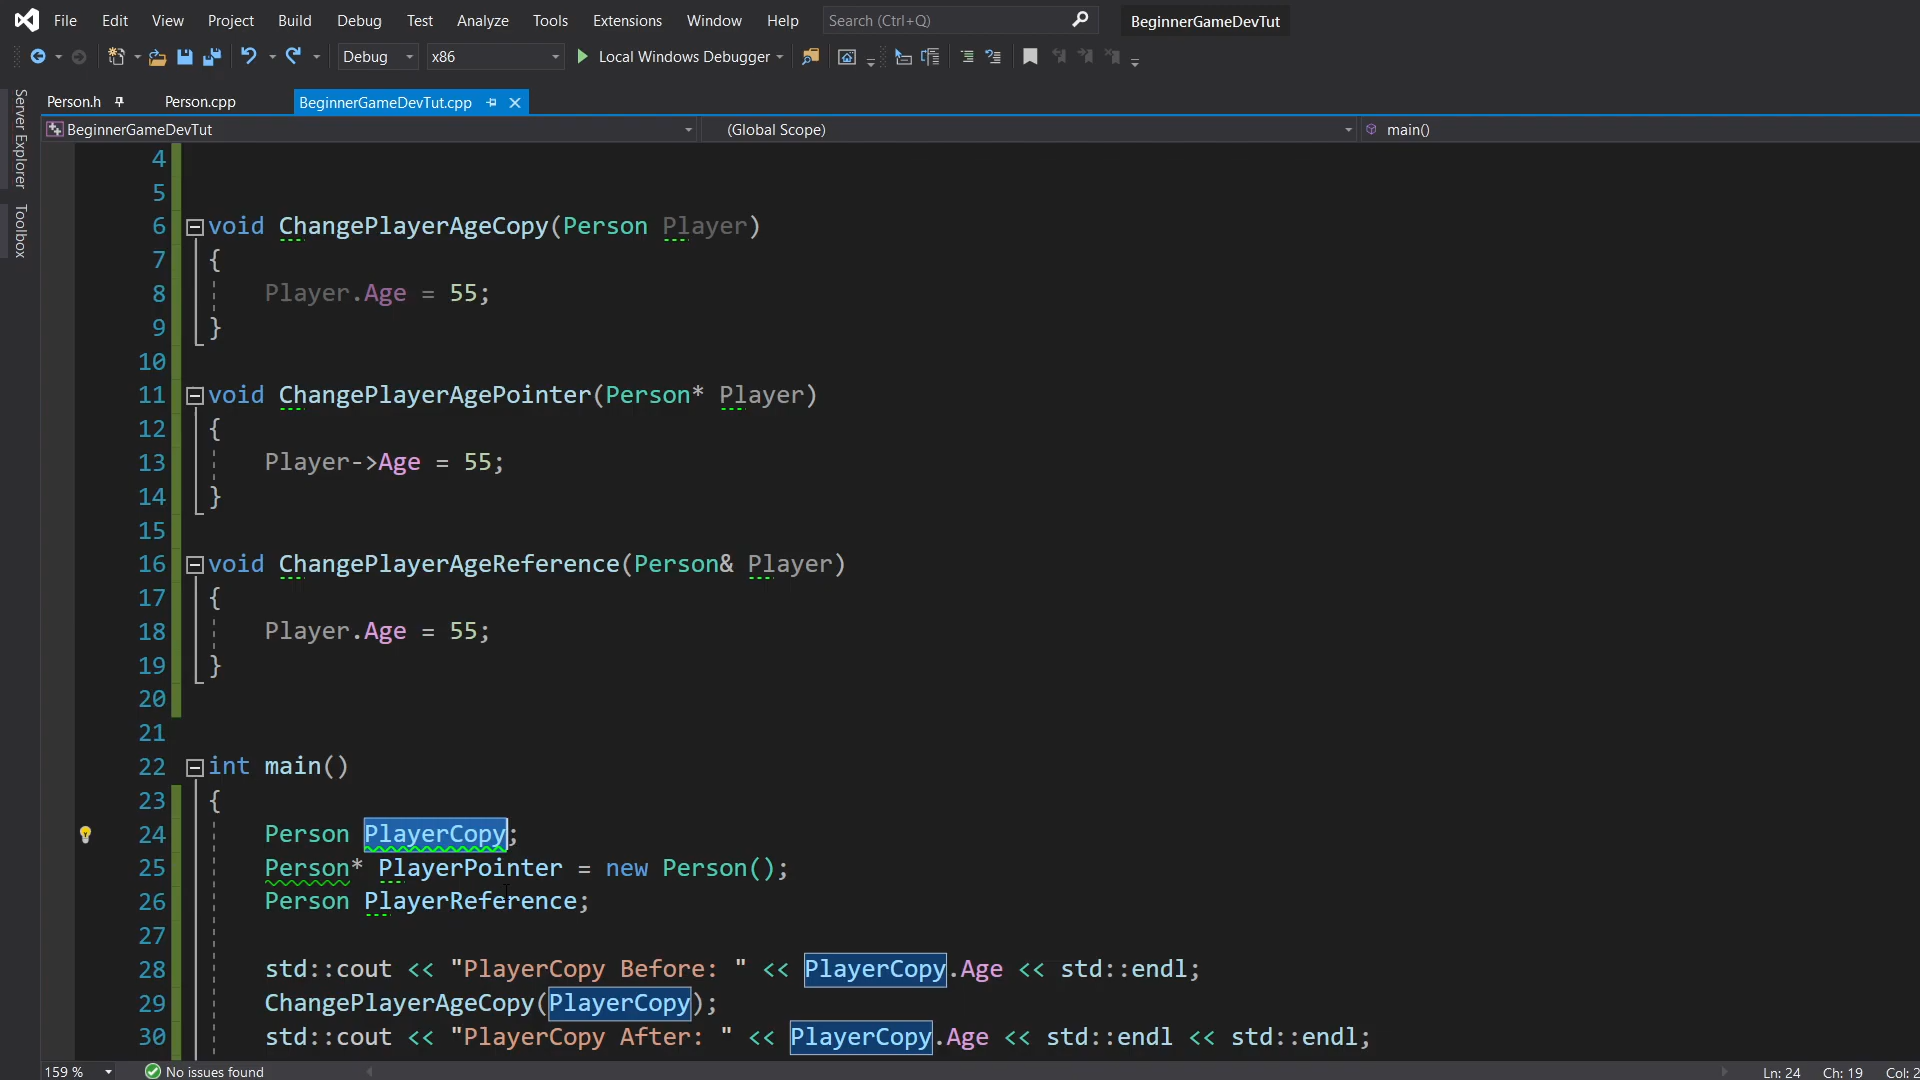 File Edit View Project Build Debug Test Analyze Tools Extensions Window Help Search (Ctrl+Q) BeginnerGameDevTut
Debug x86 Local Windows Debugger
Server Explorer
Toolbox
Person.h Person.cpp BeginnerGameDevTut.cpp
BeginnerGameDevTut (Global Scope) main()
4
5
6 void ChangePlayerAgeCopy(Person Player)
7 {
8 Player.Age = 55;
9 }
10
11 void ChangePlayerAgePointer(Person* Player)
12 {
13 Player->Age = 55;
14 }
15
16 void ChangePlayerAgeReference(Person& Player)
17 {
18 Player.Age = 55;
19 }
20
21
22 int main()
23 {
24 Person PlayerCopy;
25 Person* PlayerPointer = new Person();
26 Person PlayerReference;
27
28 std::cout << "PlayerCopy Before: " << PlayerCopy.Age << std::endl;
29 ChangePlayerAgeCopy(PlayerCopy);
30 std::cout << "PlayerCopy After: " << PlayerCopy.Age << std::endl << std::endl;
159 % No issues found Ln: 24 Ch: 19 Col: 2